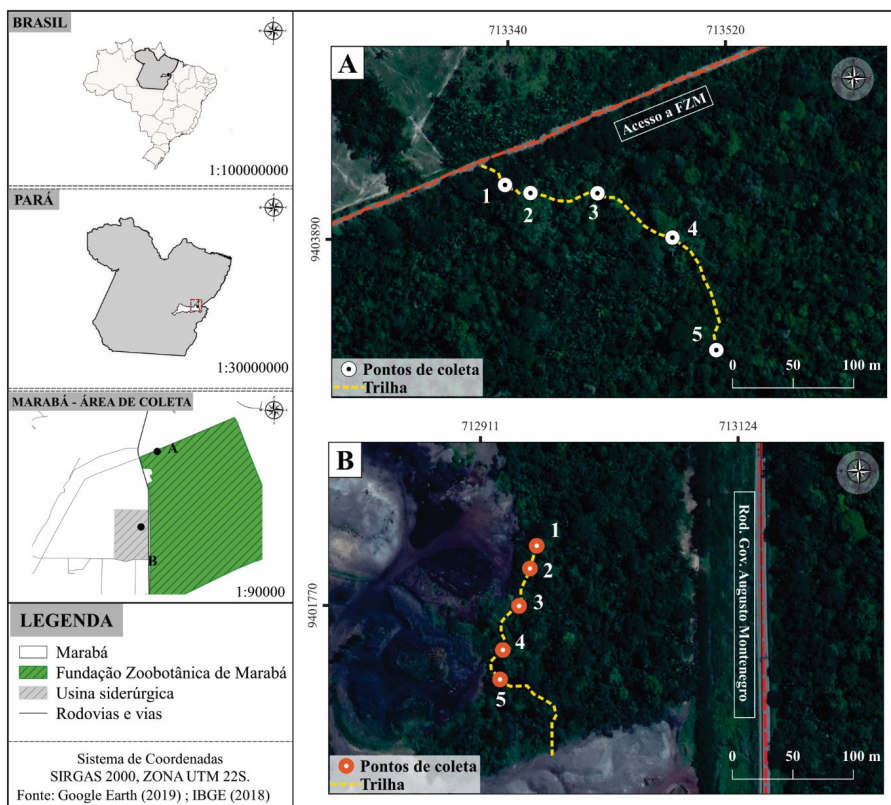 BRASIL
1:100000000
PARÁ
1:30000000
MARABÁ - ÁREA DE COLETA
A
B
1:90000
LEGENDA
Marabá
Fundação Zoobotânica de Marabá
Usina siderúrgica
Rodovias e vias
Sistema de Coordenadas
SIRGAS 2000, ZONA UTM 22S.
Fonte: Google Earth (2019) ; IBGE (2018)
713340
713520
A
Acesso a FZM
9403890
1
2
3
4
5
Pontos de coleta
Trilha
0 50 100 m
712911
713124
B
Rod. Gov. Augusto Montenegro
9401770
1
2
3
4
5
Pontos de coleta
Trilha
0 50 100 m